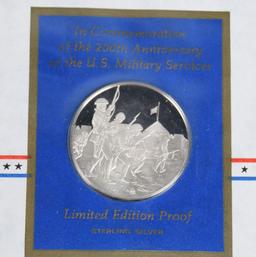 In Commemoration
of the 200th Anniversary
of the U.S. Military Services
Limited Edition Proof
STERLING SILVER